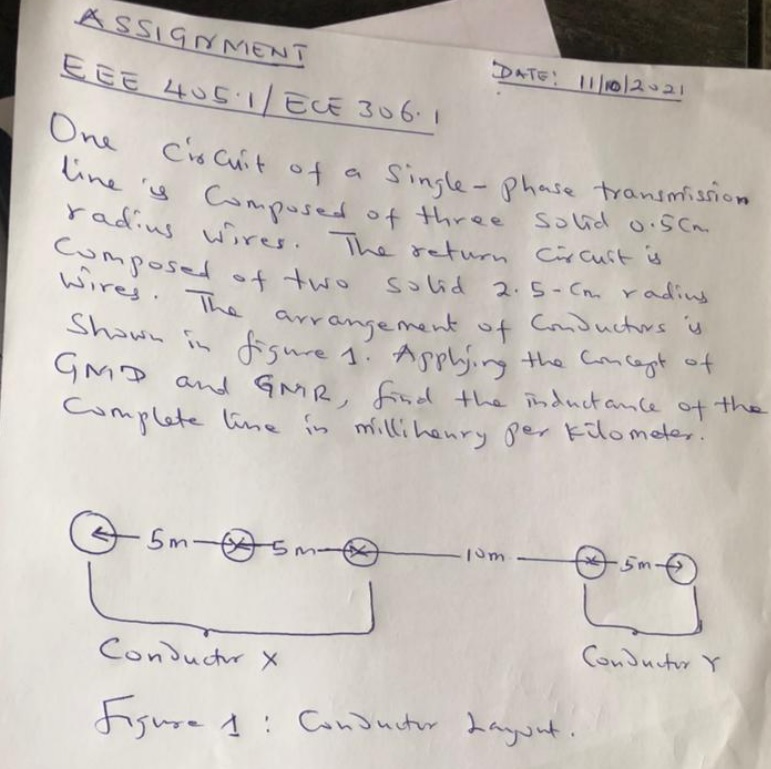 ASSIGNMENT
DATE: 11/10/2021
EEE 405.1/ECE 306.1
One Circuit of a Single-phase transmission
line is Composed of three Solid 0.5Cm
radius wires. The return Circuit is
Composed of two solid 2.5-Cm radius
wires. The arrangement of Conductors is
Shown in figure 1. Applying the Concept of
GMD and GMR, find the inductance of the
Complete line in millihenry per Kilometer.
5m 5m 10m 5m
Conductor X Conductor Y
Figure 1: Conductor Layout.